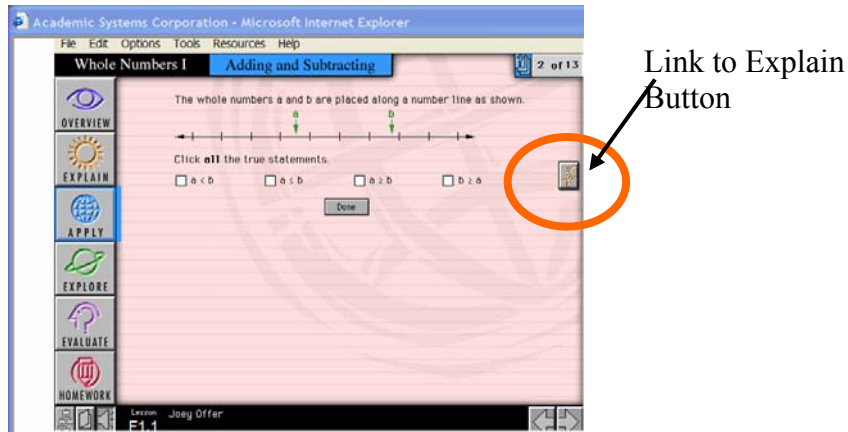 Academic Systems Corporation - Microsoft Internet Explorer
File Edit Options Tools Resources Help
Whole Numbers I Adding and Subtracting 2 of 13
Link to Explain
Button
OVERVIEW
The whole numbers a and b are placed along a number line as shown.
a b
Click all the true statements.
EXPLAIN
a < b a ≤ b a ≥ b b ≥ a
Done
APPLY
EXPLORE
EVALUATE
HOMEWORK
Lesson Joey Offer
F1.1